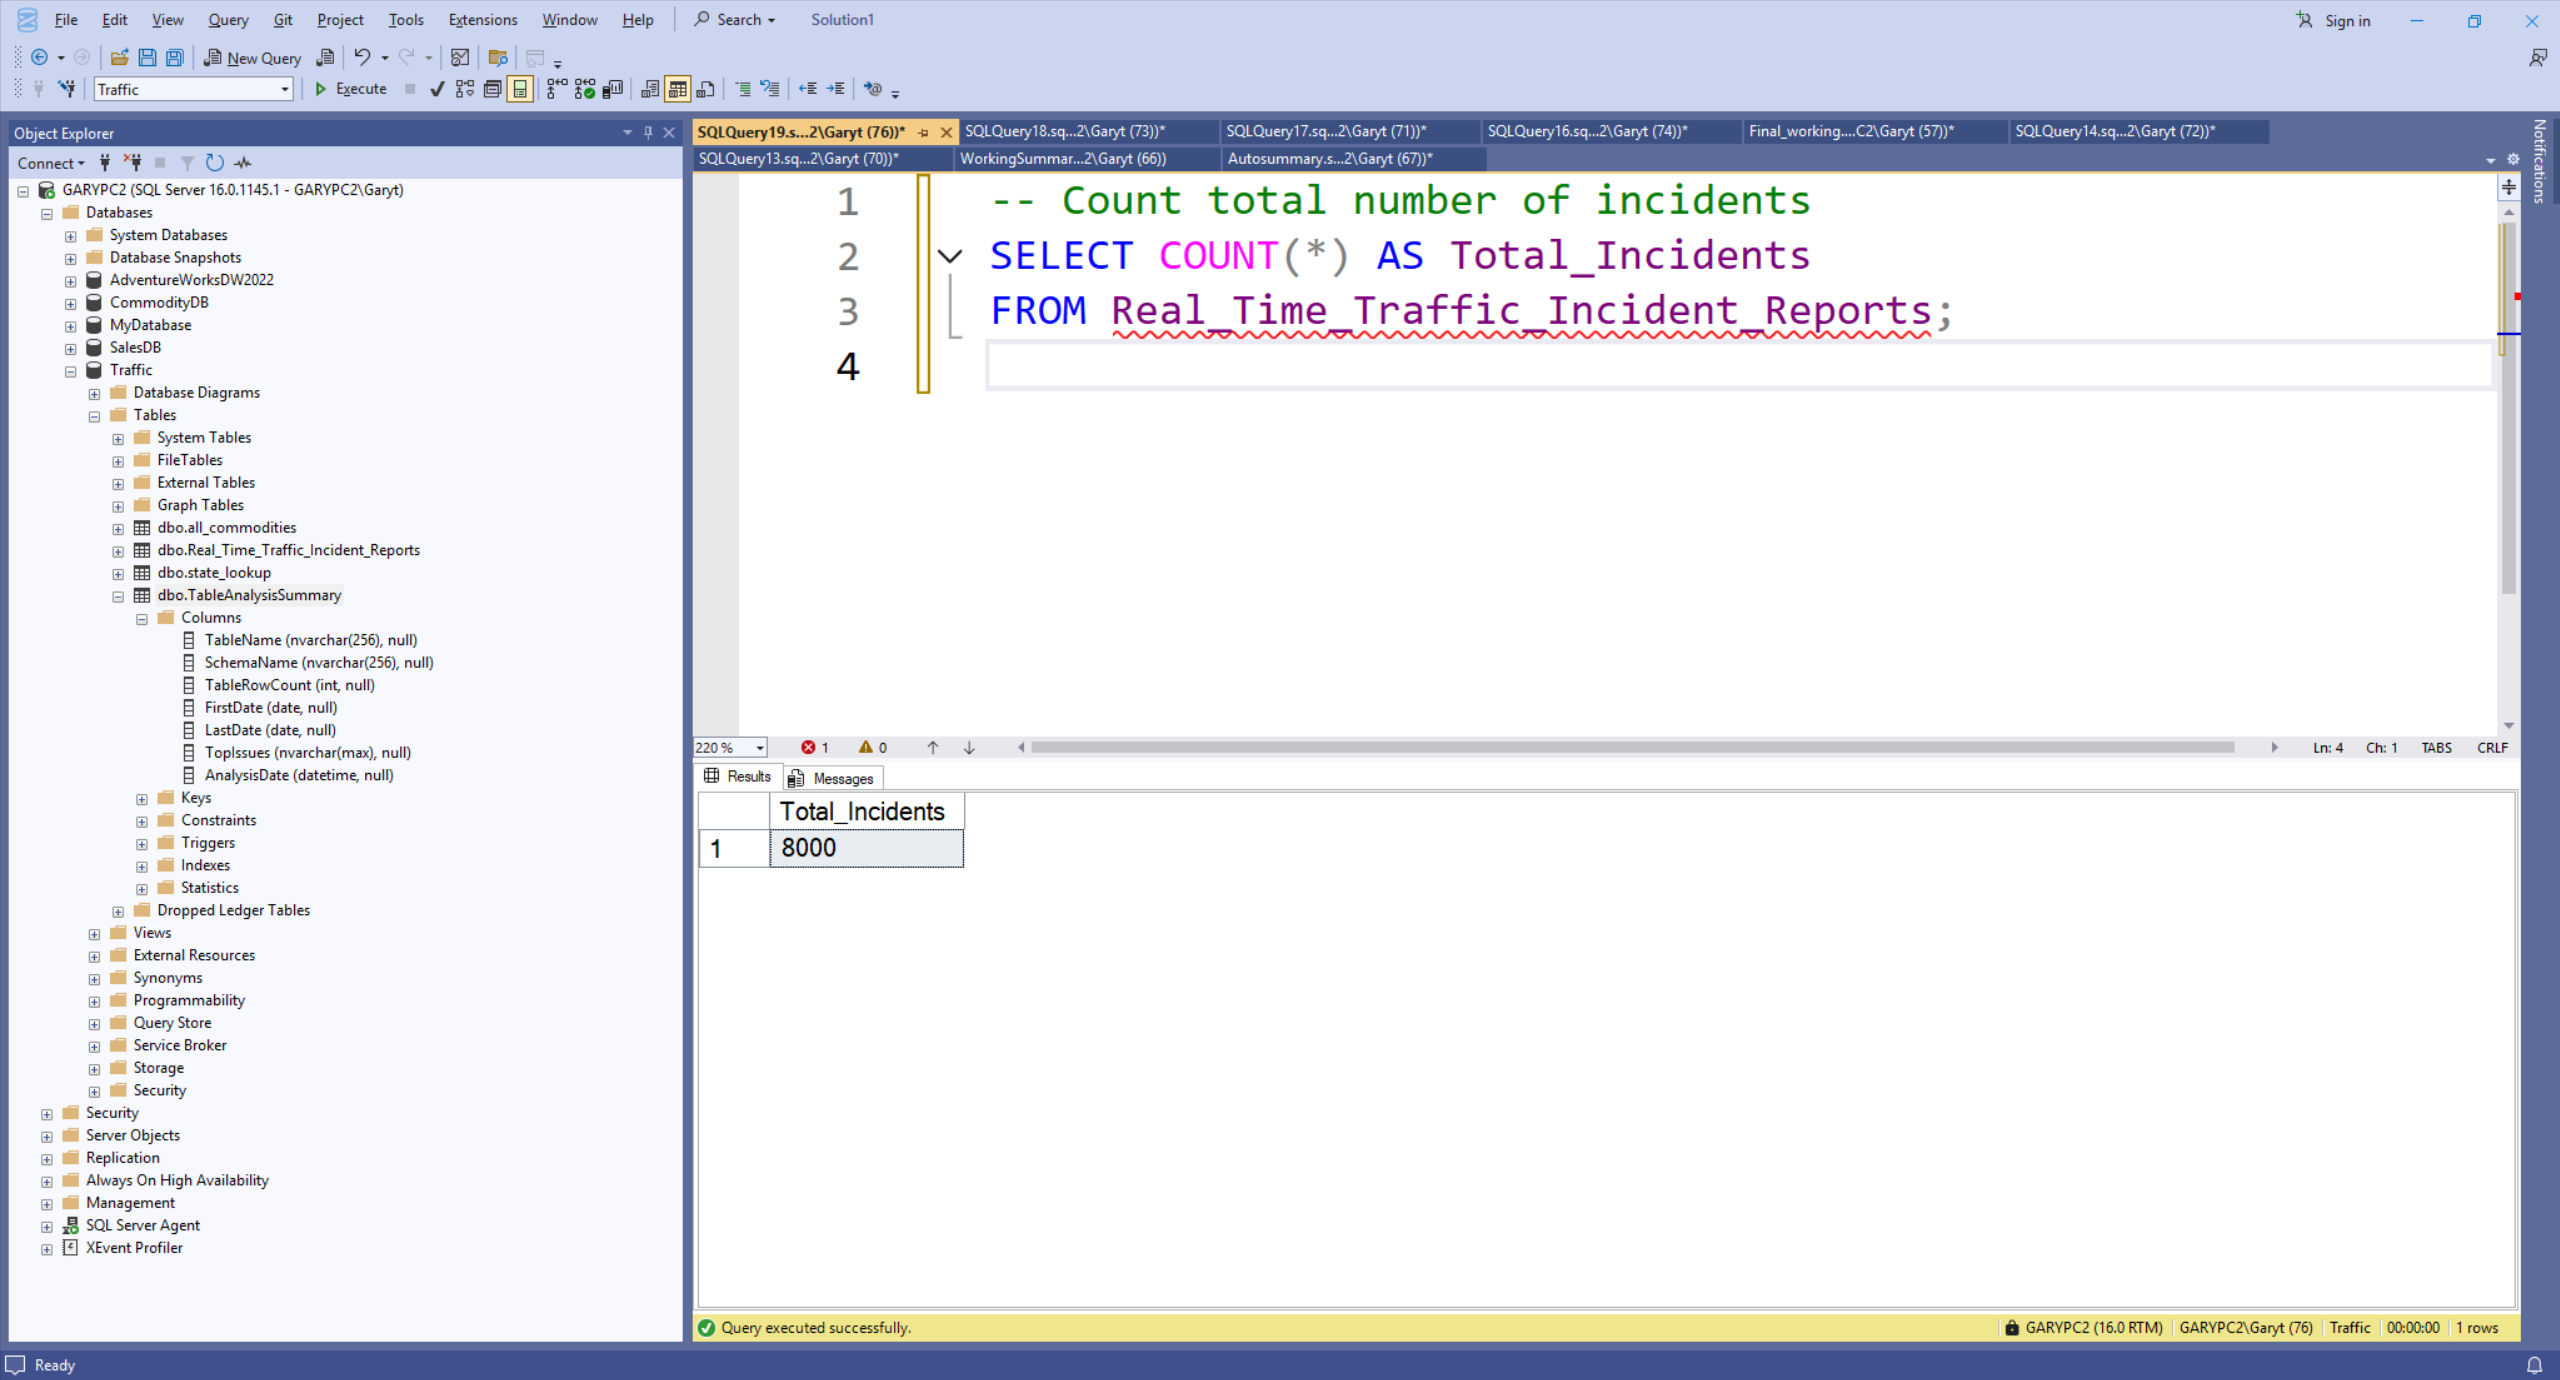 File Edit View Query Git Project Tools Extensions Window Help Search Solution1 Sign in
New Query
Traffic Execute
Object Explorer
Connect
GARYPC2 (SQL Server 16.0.1145.1 - GARYPC2\Garyt)
Databases
System Databases
Database Snapshots
AdventureWorksDW2022
CommodityDB
MyDatabase
SalesDB
Traffic
Database Diagrams
Tables
System Tables
FileTables
External Tables
Graph Tables
dbo.all_commodities
dbo.Real_Time_Traffic_Incident_Reports
dbo.state_lookup
dbo.TableAnalysisSummary
Columns
TableName (nvarchar(256), null)
SchemaName (nvarchar(256), null)
TableRowCount (int, null)
FirstDate (date, null)
LastDate (date, null)
TopIssues (nvarchar(max), null)
AnalysisDate (datetime, null)
Keys
Constraints
Triggers
Indexes
Statistics
Dropped Ledger Tables
Views
External Resources
Synonyms
Programmability
Query Store
Service Broker
Storage
Security
Security
Server Objects
Replication
Always On High Availability
Management
SQL Server Agent
XEvent Profiler
SQLQuery19.s...2\Garyt (76))* SQLQuery18.sq...2\Garyt (73))* SQLQuery17.sq...2\Garyt (71))* SQLQuery16.sq...2\Garyt (74))* Final_working....C2\Garyt (57))* SQLQuery14.sq...2\Garyt (72))*
SQLQuery13.sq...2\Garyt (70))* WorkingSummar...2\Garyt (66)) Autosummary.s...2\Garyt (67))*
1 -- Count total number of incidents
2 SELECT COUNT(*) AS Total_Incidents
3 FROM Real_Time_Traffic_Incident_Reports;
4
220 % 1 0 Ln: 4 Ch: 1 TABS CRLF
Results Messages
Total_Incidents
1 8000
Query executed successfully. GARYPC2 (16.0 RTM) GARYPC2\Garyt (76) Traffic 00:00:00 1 rows
Notifications
Ready